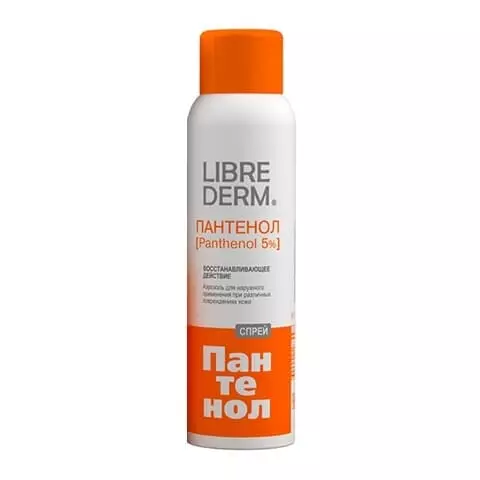 LIBRE
DERM®
ПАНТЕНОЛ
[Panthenol 5%]
ВОССТАНАВЛИВАЮЩЕЕ
ДЕЙСТВИЕ
Аэрозоль для наружного
применения при различных
повреждениях кожи
СПРЕЙ
Пан
те
нол